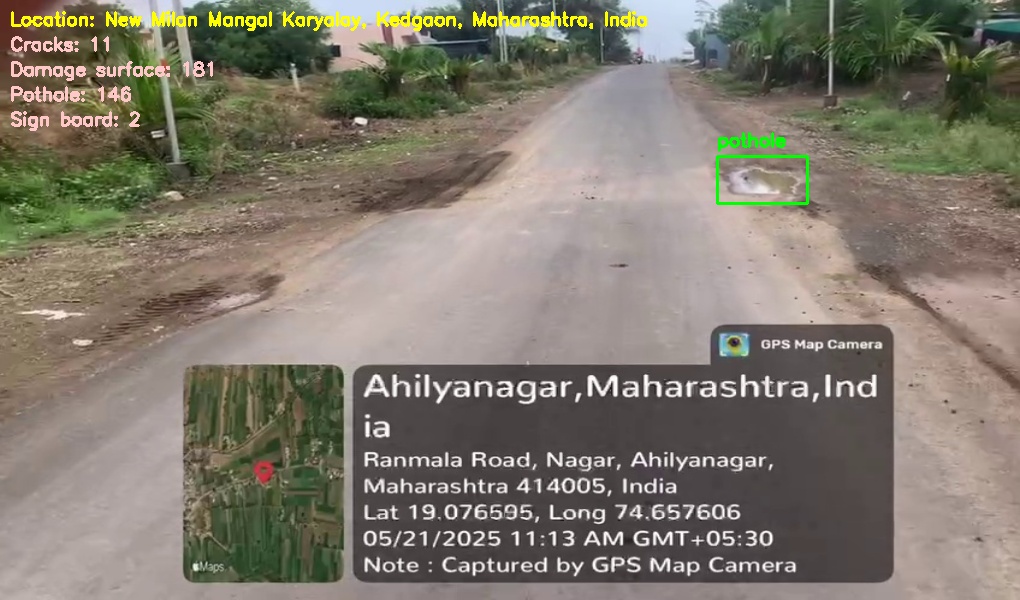 Location: New Milan Mangal Karyalay, Kedgaon, Maharashtra, India
Cracks: 11
Damage surface: 181
Pothole: 146
Sign board: 2
pothole
GPS Map Camera
Ahilyanagar,Maharashtra,Ind
ia
Ranmala Road, Nagar, Ahilyanagar,
Maharashtra 414005, India
Lat 19.076595, Long 74.657606
05/21/2025 11:13 AM GMT+05:30
Note : Captured by GPS Map Camera
Maps